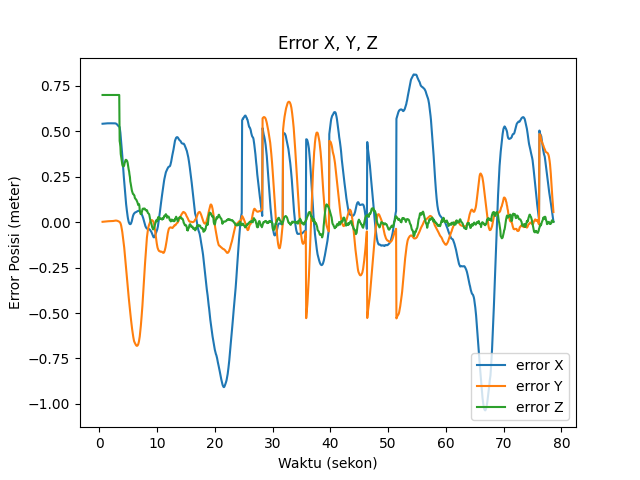 Error X, Y, Z
Error Posisi (meter)
0.75
0.50
0.25
0.00
−0.25
−0.50
−0.75
−1.00
0 10 20 30 40 50 60 70 80
Waktu (sekon)
error X
error Y
error Z